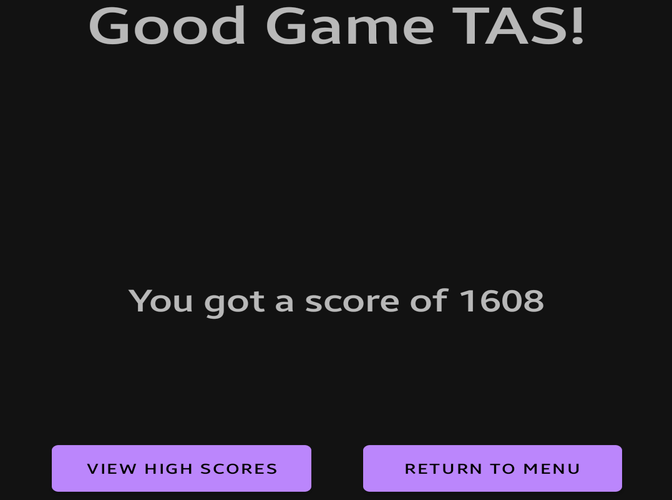 Good Game TAS!
You got a score of 1608
VIEW HIGH SCORES
RETURN TO MENU